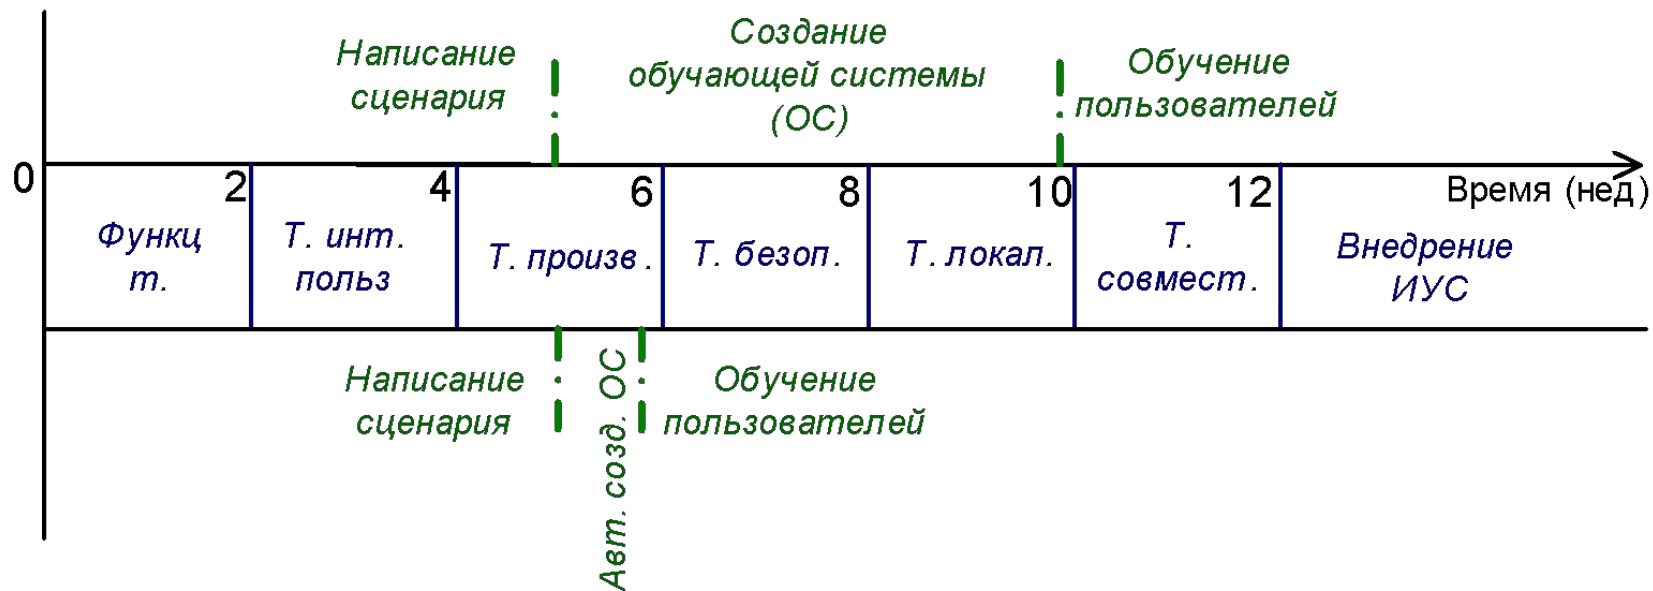 Написание
сценария
Создание
обучающей системы
(ОС)
Обучение
пользователей
0
2
4
6
8
10
12
Время (нед)
Функц
т.
Т. инт.
польз
Т. произв.
Т. безоп.
Т. локал.
Т.
совмест.
Внедрение
ИУС
Написание
сценария
Авт. созд. ОС
Обучение
пользователей